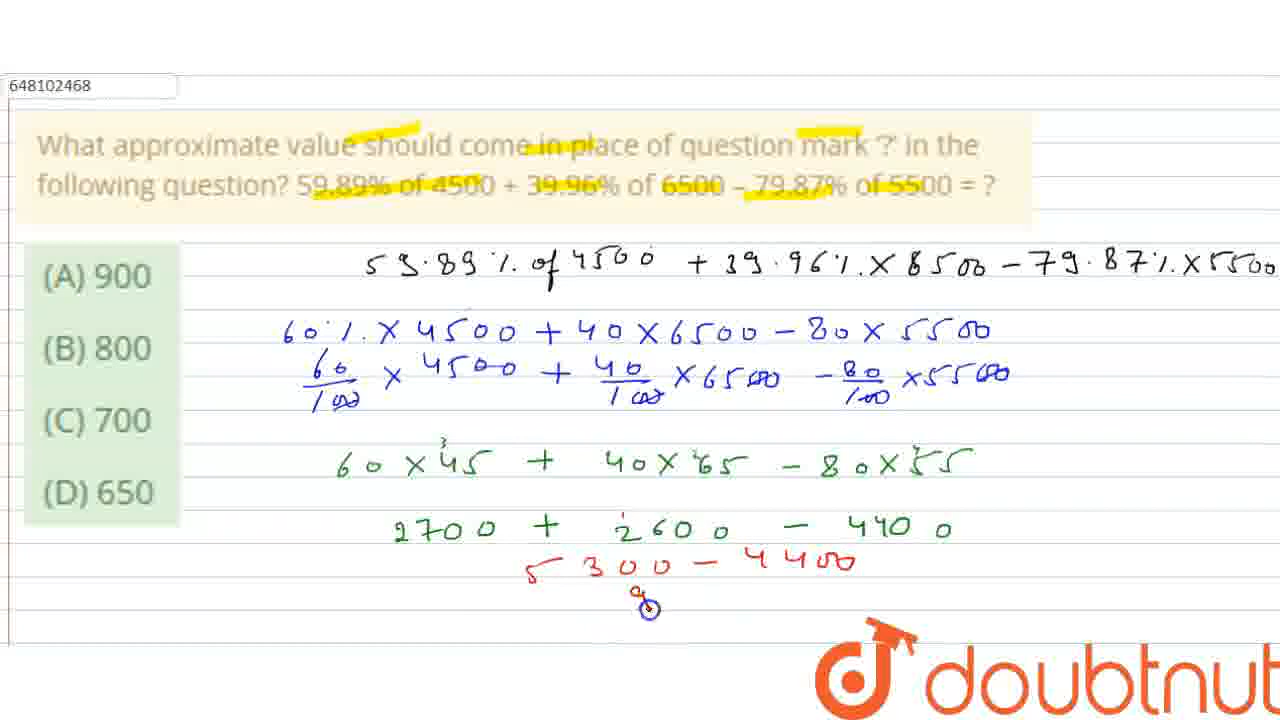 648102468
What approximate value should come in place of question mark '?' in the
following question? 59.89% of 4500 + 39.96% of 6500 – 79.87% of 5500 = ?
(A) 900
(B) 800
(C) 700
(D) 650
59.89%. of 4500 + 39.96%. × 6500 - 79.87%. × 5500
60%. × 4500 + 40 × 6500 - 80 × 5500
60/100 × 4500 + 40/100 × 6500 - 80/100 × 5500
60 × 45 + 40 × 65 - 80 × 55
2700 + 2600 - 4400
5300 - 4400
9
doubtnut